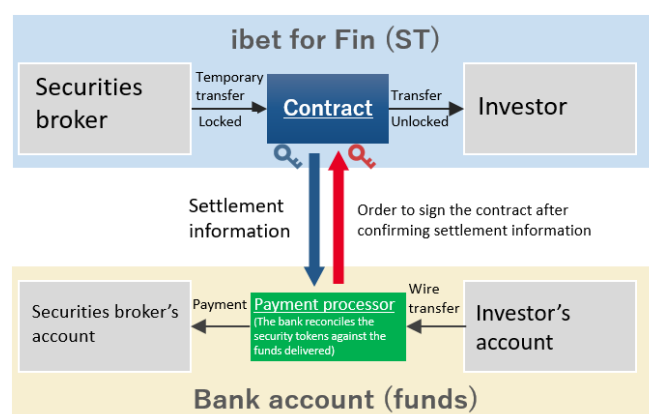 ibet for Fin (ST)
Securities
broker
Temporary
transfer
Locked
Contract
Transfer
Unlocked
Investor
Settlement
information
Order to sign the contract after
confirming settlement information
Securities broker's
account
Payment
Payment processor
(The bank reconciles the
security tokens against the
funds delivered)
Wire
transfer
Investor's
account
Bank account (funds)